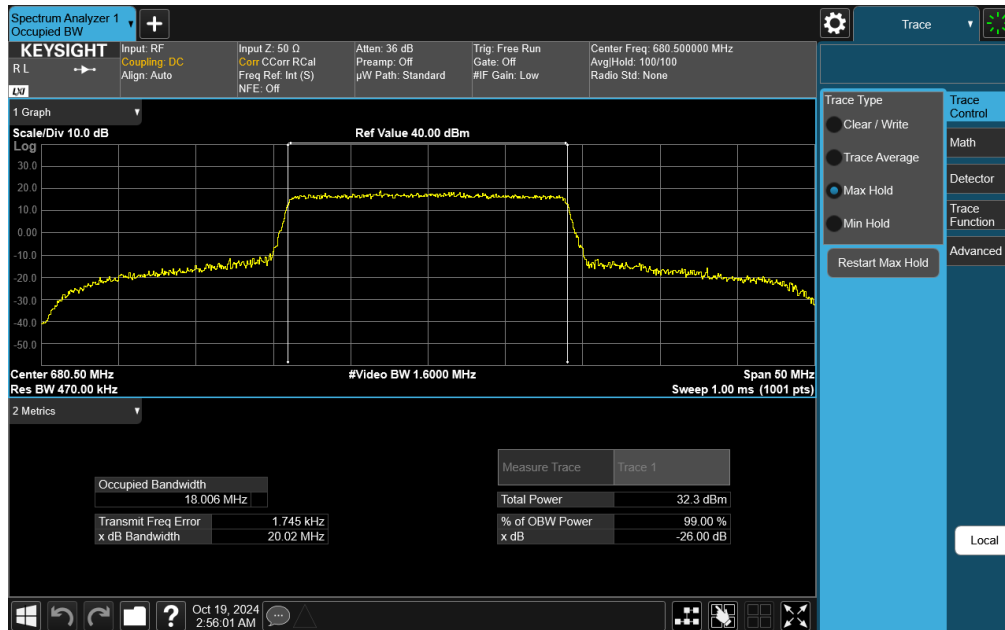 Spectrum Analyzer 1
Occupied BW
Trace
KEYSIGHT
R L
LXI
Input: RF
Coupling: DC
Align: Auto
Input Z: 50 Ω
Corr CCorr RCal
Freq Ref: Int (S)
NFE: Off
Atten: 36 dB
Preamp: Off
µW Path: Standard
Trig: Free Run
Gate: Off
#IF Gain: Low
Center Freq: 680.500000 MHz
Avg|Hold: 100/100
Radio Std: None
1 Graph
Scale/Div 10.0 dB
Ref Value 40.00 dBm
Log
30.0
20.0
10.0
0.00
-10.0
-20.0
-30.0
-40.0
-50.0
Center 680.50 MHz
#Video BW 1.6000 MHz
Span 50 MHz
Res BW 470.00 kHz
Sweep 1.00 ms (1001 pts)
2 Metrics
Measure Trace
Trace 1
Occupied Bandwidth
18.006 MHz
Total Power
32.3 dBm
Transmit Freq Error
1.745 kHz
% of OBW Power
99.00 %
x dB Bandwidth
20.02 MHz
x dB
-26.00 dB
Trace Type
Clear / Write
Trace Average
Max Hold
Min Hold
Restart Max Hold
Trace
Control
Math
Detector
Trace
Function
Advanced
Local
?
Oct 19, 2024
2:56:01 AM